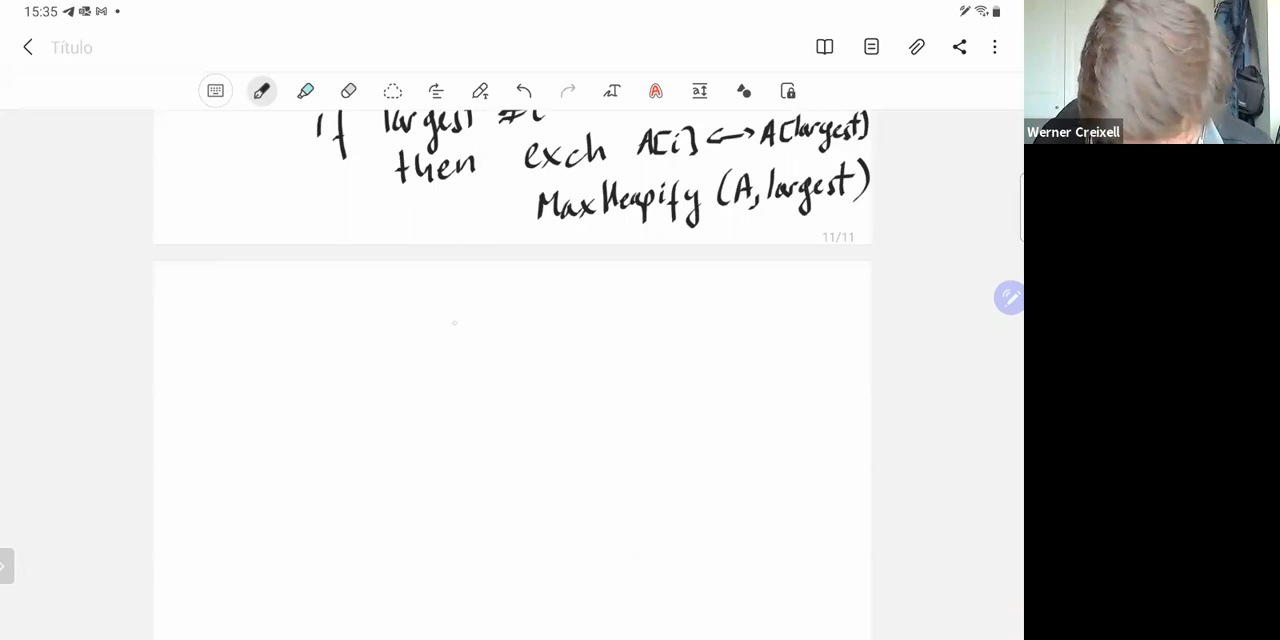 15:35
Título
if largest ≠ i
then exch A[i] ↔ A[largest]
MaxHeapify (A, largest)
11/11
Werner Creixell